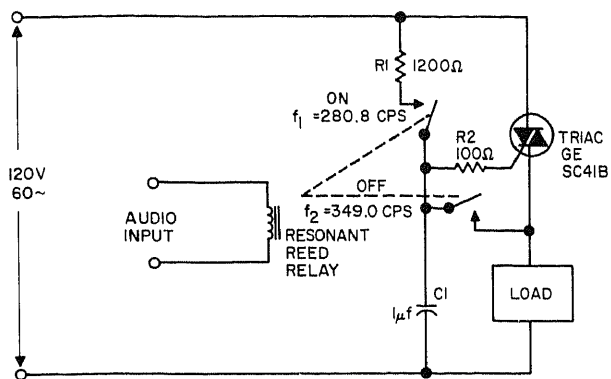 R1
1200Ω
ON
f₁ = 280.8 CPS
R2
100Ω
TRIAC
GE
SC41B
120V
60~
OFF
f₂ = 349.0 CPS
AUDIO
INPUT
RESONANT
REED
RELAY
C1
1μf
LOAD